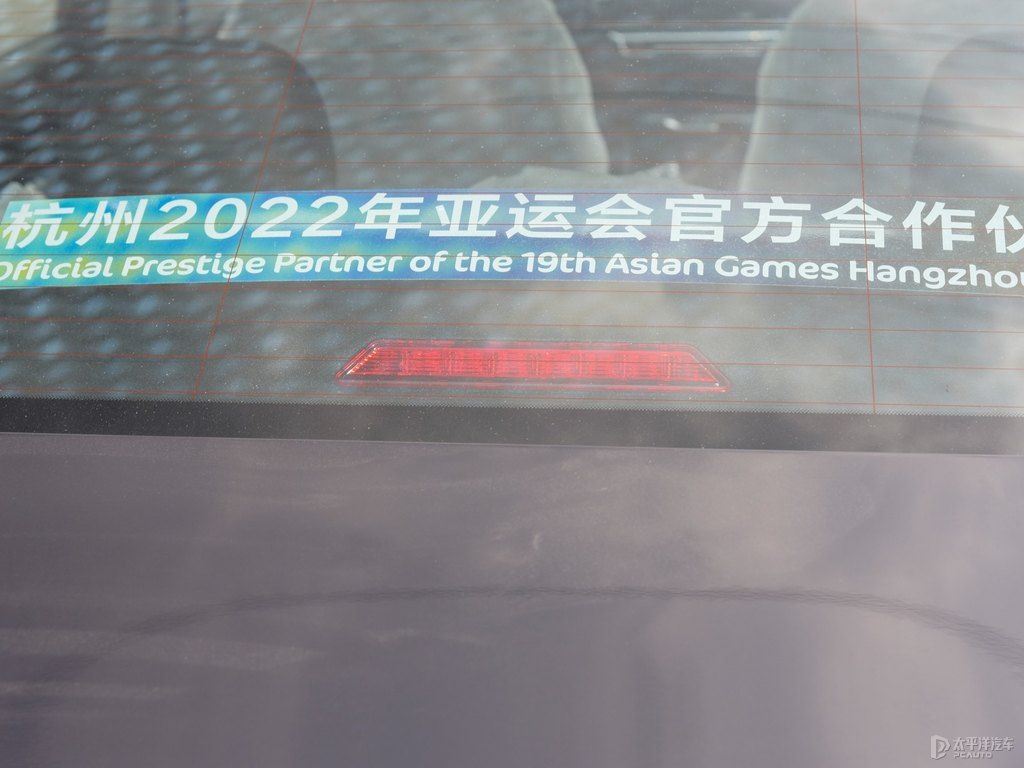 杭州2022年亚运会官方合作伙
Official Prestige Partner of the 19th Asian Games Hangzhou
太平洋汽车
PCAUTO